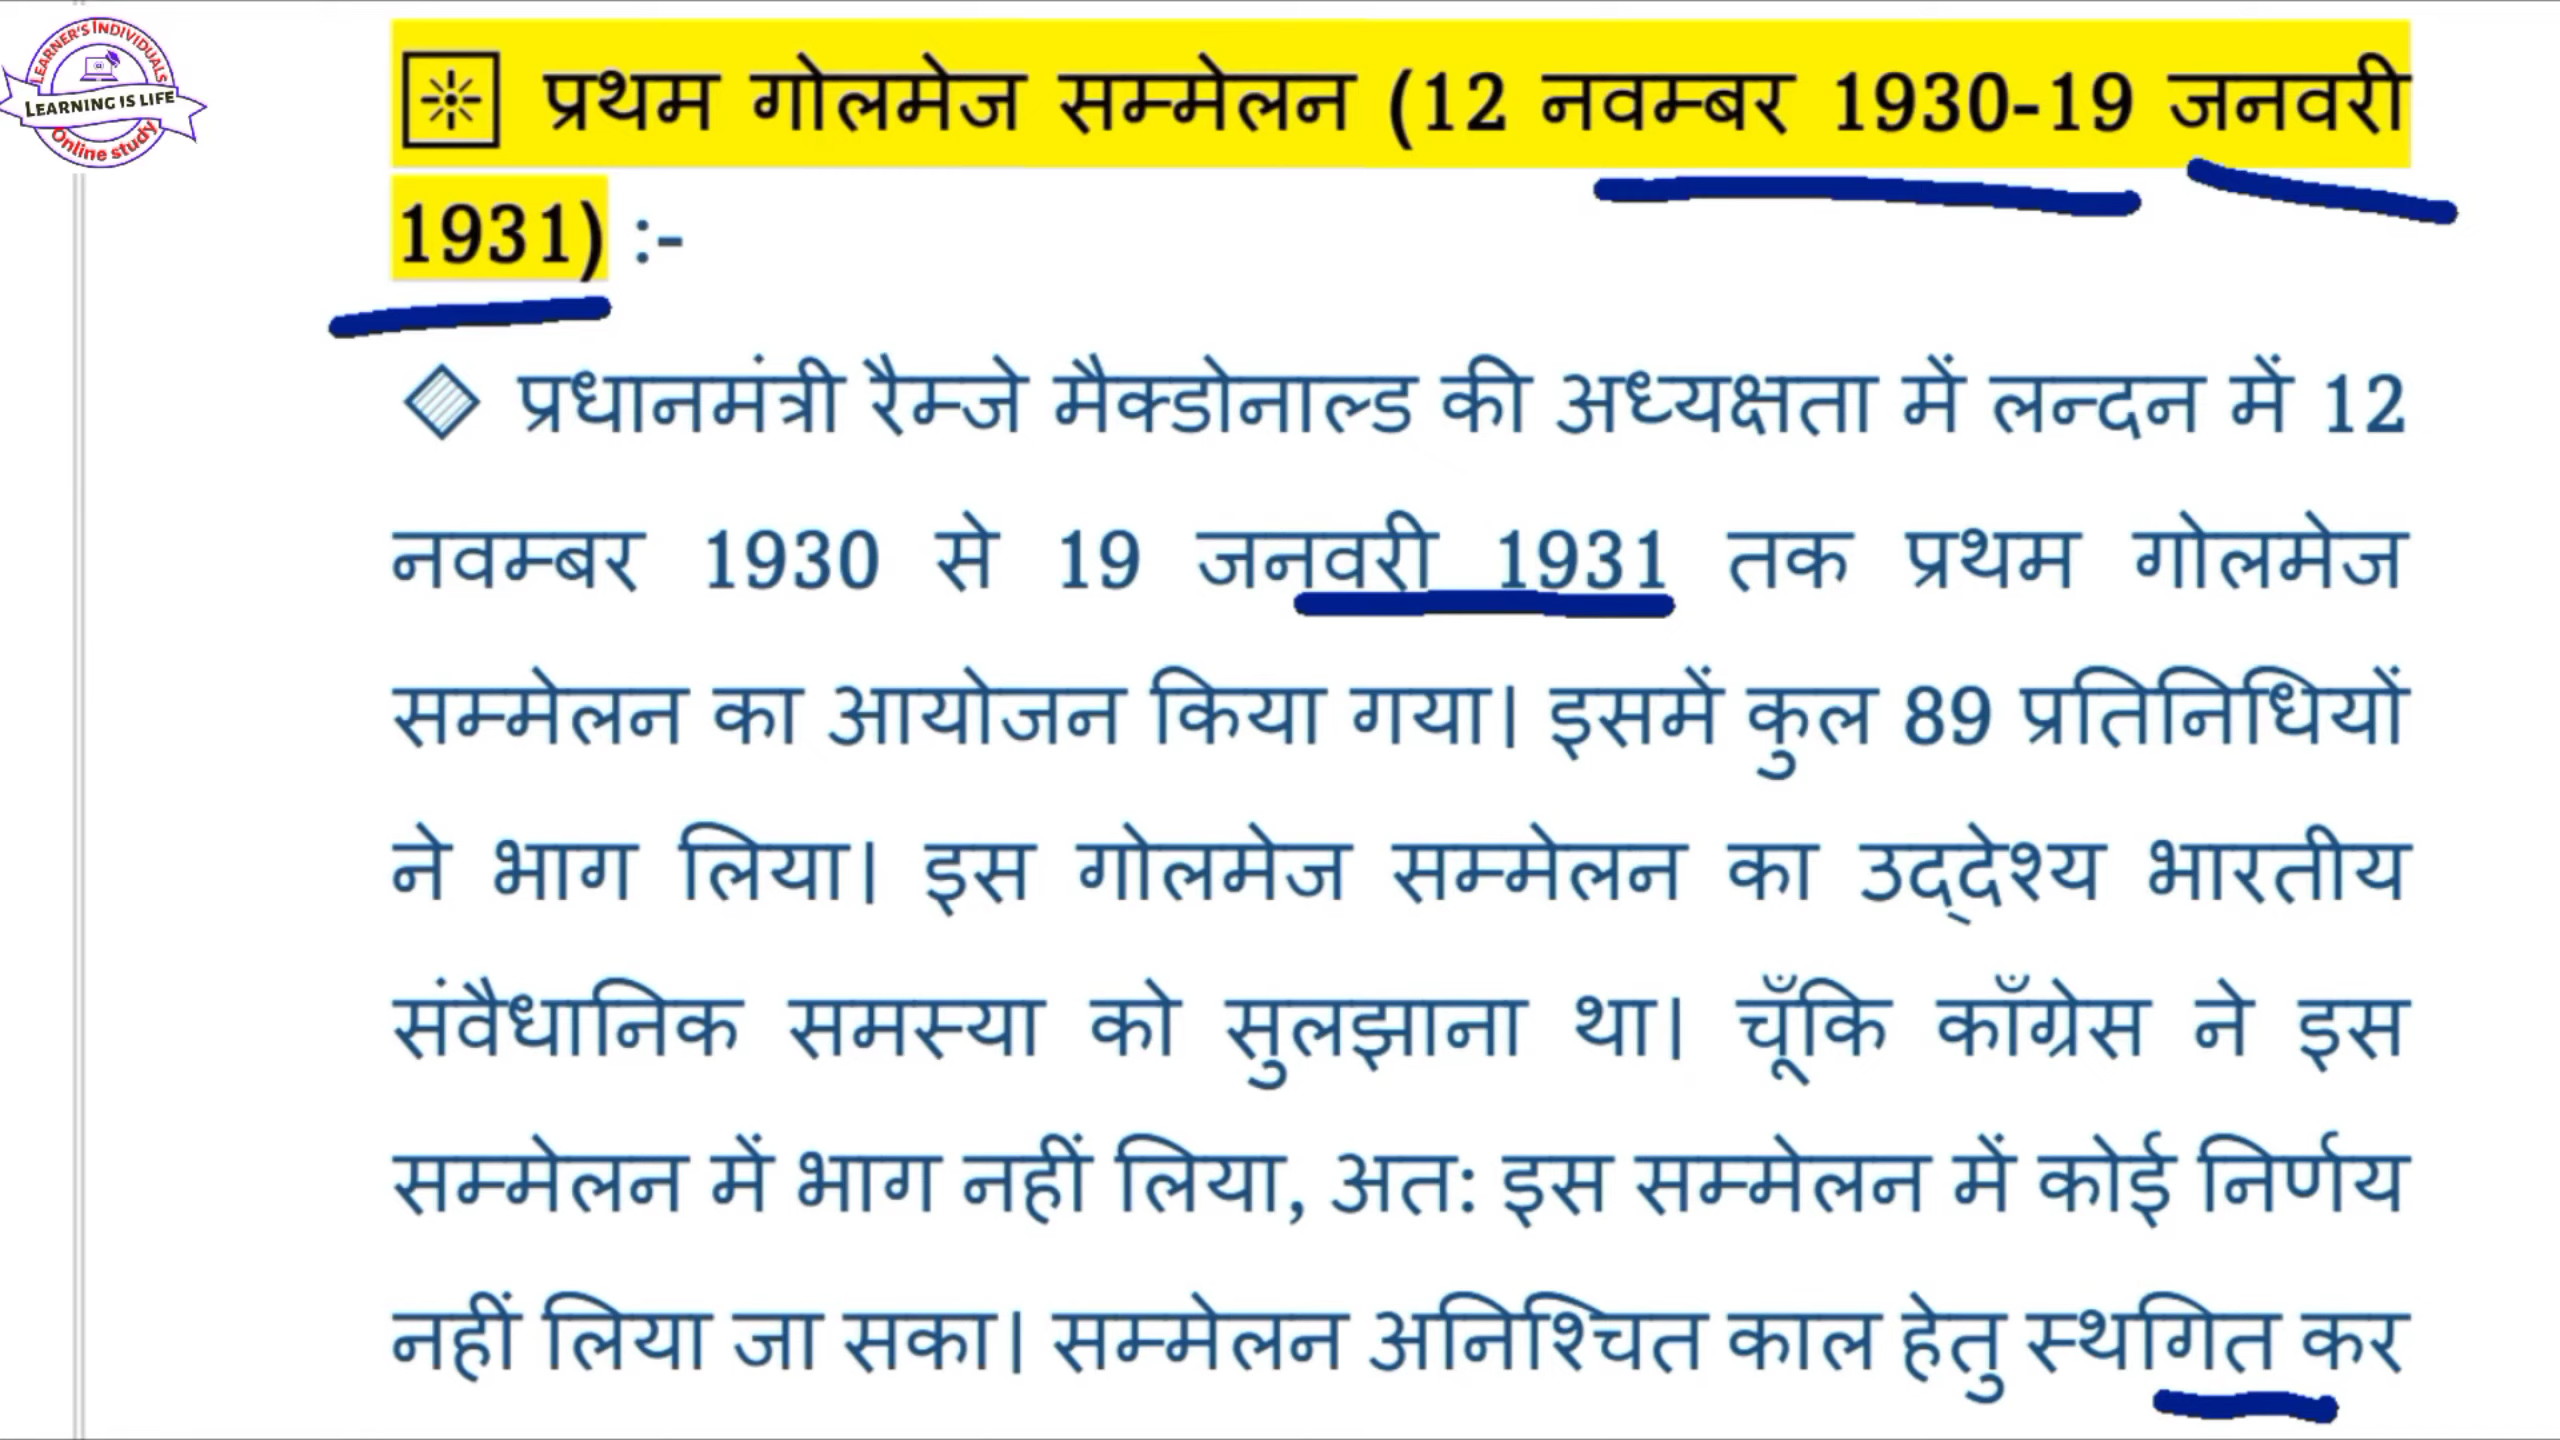 LEARNER'S INDIVIDUALS
LEARNING IS LIFE
Online study
प्रथम गोलमेज सम्मेलन (12 नवम्बर 1930-19 जनवरी
1931) :-
प्रधानमंत्री रैम्जे मैक्डोनाल्ड की अध्यक्षता में लन्दन में 12
नवम्बर 1930 से 19 जनवरी 1931 तक प्रथम गोलमेज
सम्मेलन का आयोजन किया गया। इसमें कुल 89 प्रतिनिधियों
ने भाग लिया। इस गोलमेज सम्मेलन का उद्देश्य भारतीय
संवैधानिक समस्या को सुलझाना था। चूँकि काँग्रेस ने इस
सम्मेलन में भाग नहीं लिया, अत: इस सम्मेलन में कोई निर्णय
नहीं लिया जा सका। सम्मेलन अनिश्चित काल हेतु स्थगित कर